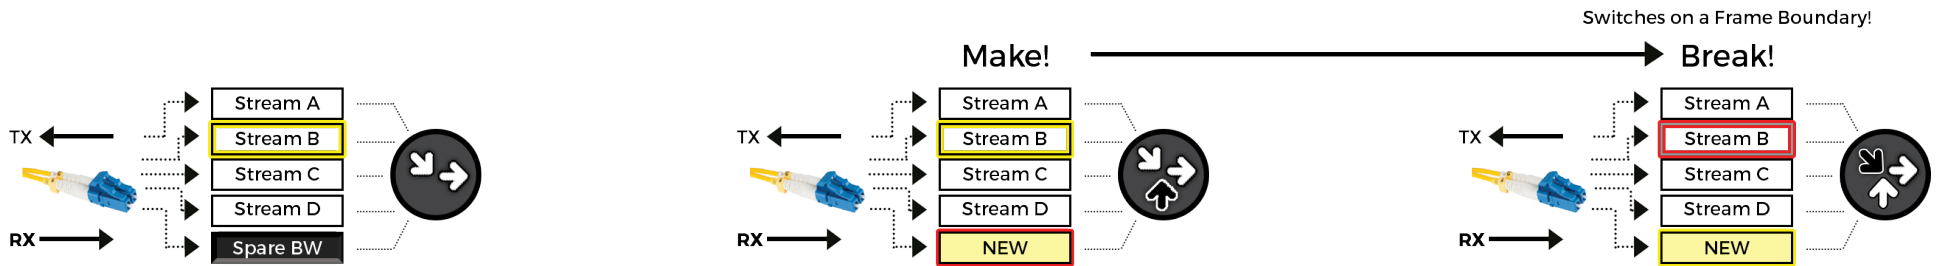 Switches on a Frame Boundary!
Make!
Break!
TX
RX
Stream A
Stream B
Stream C
Stream D
Spare BW
TX
RX
Stream A
Stream B
Stream C
Stream D
NEW
TX
RX
Stream A
Stream B
Stream C
Stream D
NEW